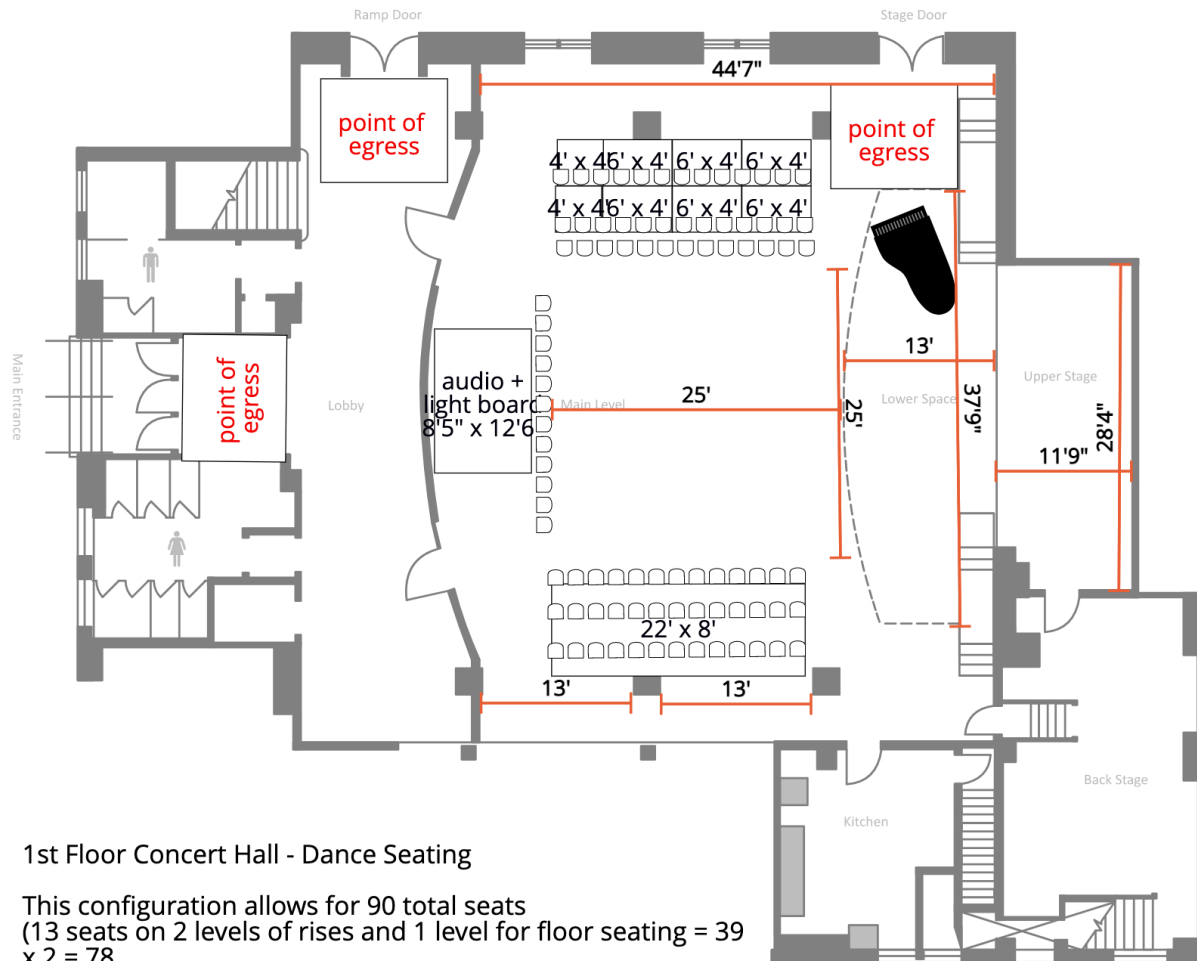 Ramp Door
Stage Door
44'7"
point of
egress
point of
egress
4' x 4'
6' x 4'
6' x 4'
6' x 4'
4' x 4'
6' x 4'
6' x 4'
6' x 4'
Main Entrance
point of
egress
Lobby
audio +
light board
8'5" x 12'6
Main Level
25'
25'
13'
Lower Space
37'9"
Upper Stage
28'4"
11'9"
22' x 8'
13'
13'
Back Stage
Kitchen
1st Floor Concert Hall - Dance Seating
This configuration allows for 90 total seats
(13 seats on 2 levels of rises and 1 level for floor seating = 39
x 2 = 78